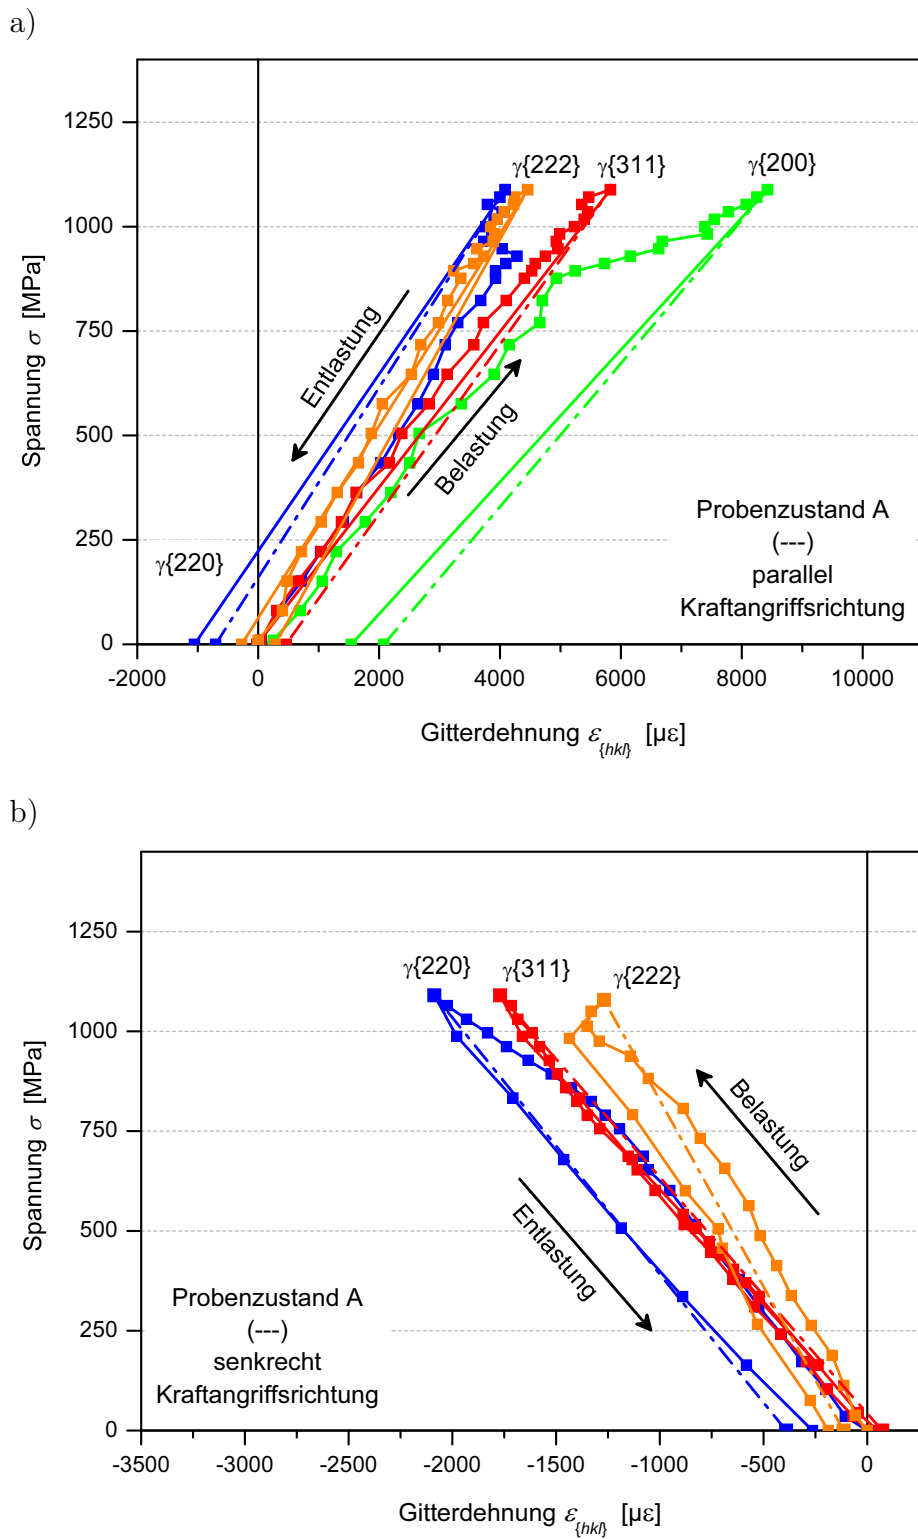 a)
1250
1000
750
500
250
0
Spannung σ [MPa]
γ{222}
γ{311}
γ{200}
Entlastung
Belastung
γ{220}
Probenzustand A
(---)
parallel
Kraftangriffsrichtung
-2000
0
2000
4000
6000
8000
10000
Gitterdehnung ε{hkl} [µε]
b)
1250
1000
750
500
250
0
Spannung σ [MPa]
γ{220}
γ{311}
γ{222}
Belastung
Entlastung
Probenzustand A
(---)
senkrecht
Kraftangriffsrichtung
-3500
-3000
-2500
-2000
-1500
-1000
-500
0
Gitterdehnung ε{hkl} [µε]